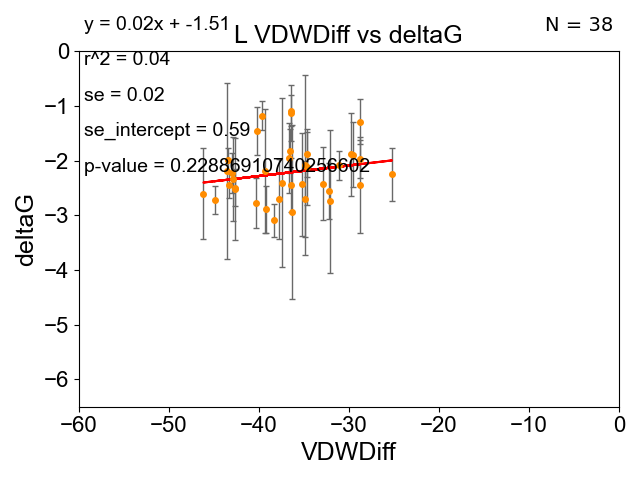 y = 0.02x + -1.51
N = 38
L VDWDiff vs deltaG
r^2 = 0.04
se = 0.02
se_intercept = 0.59
p-value = 0.22886910740256602
0
−1
−2
−3
−4
−5
−6
deltaG
−60 −50 −40 −30 −20 −10 0
VDWDiff